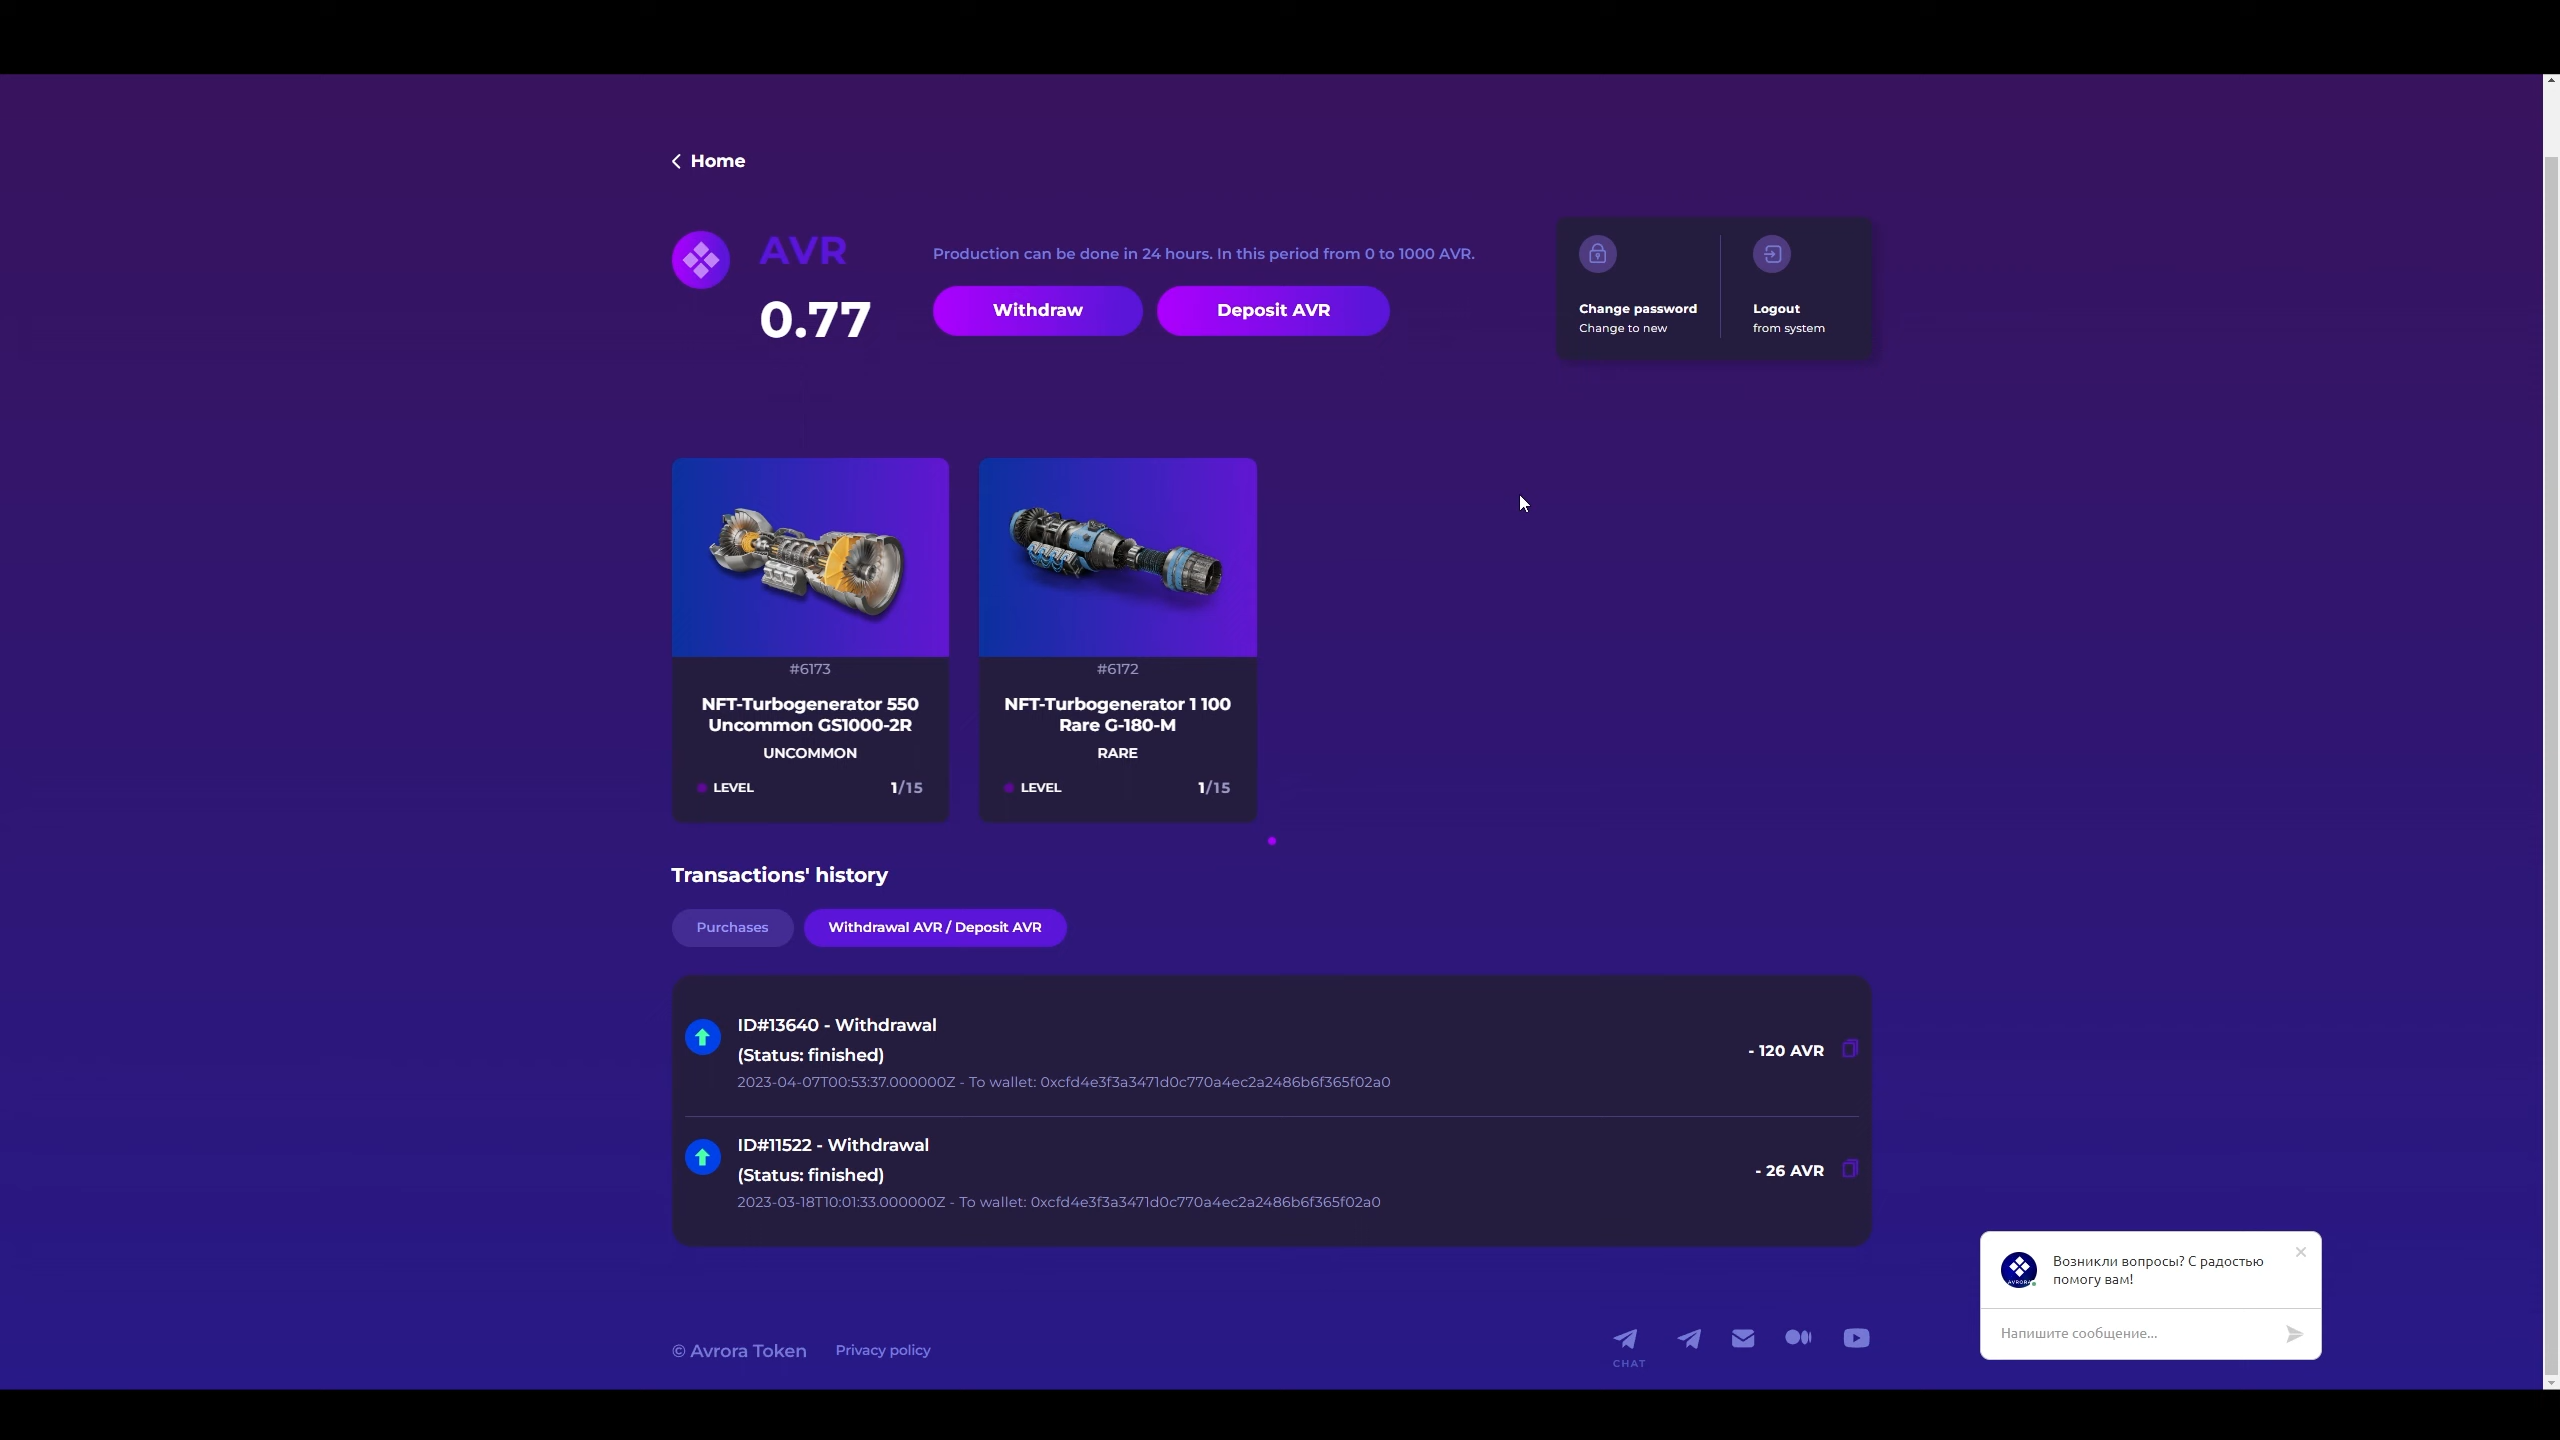 Home
AVR
0.77
Production can be done in 24 hours. In this period from 0 to 1000 AVR.
Withdraw
Deposit AVR
Change password
Change to new
Logout
from system
#6173
NFT-Turbogenerator 550
Uncommon GS1000-2R
UNCOMMON
LEVEL 1/15
#6172
NFT-Turbogenerator 1 100
Rare G-180-M
RARE
LEVEL 1/15
Transactions' history
Purchases
Withdrawal AVR / Deposit AVR
ID#13640 - Withdrawal
(Status: finished)
2023-04-07T00:53:37.000000Z - To wallet: 0xcfd4e3f3a3471d0c770a4ec2a2486b6f365f02a0
- 120 AVR
ID#11522 - Withdrawal
(Status: finished)
2023-03-18T10:01:33.000000Z - To wallet: 0xcfd4e3f3a3471d0c770a4ec2a2486b6f365f02a0
- 26 AVR
AVRORA
Возникли вопросы? С радостью
помогу вам!
Напишите сообщение...
© Avrora Token
Privacy policy
CHAT